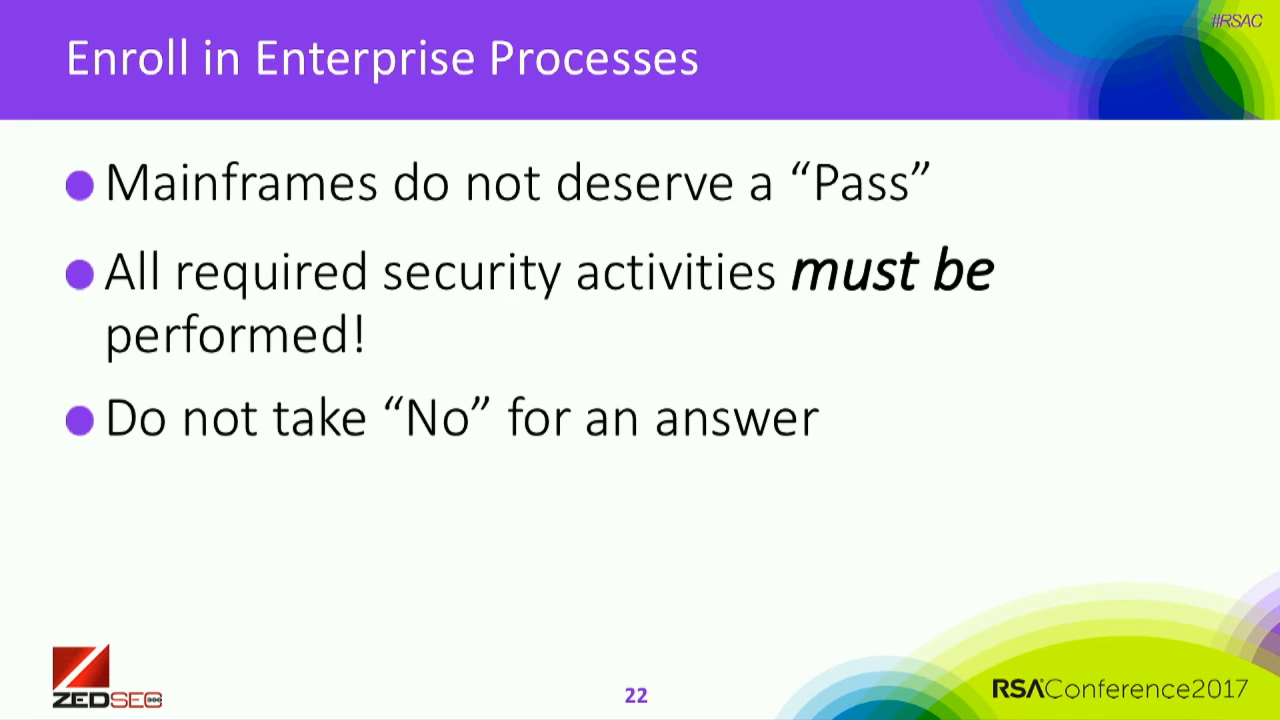 #RSAC
Enroll in Enterprise Processes
Mainframes do not deserve a “Pass”
All required security activities must be
performed!
Do not take “No” for an answer
ZEDSEC
22
RSAConference2017